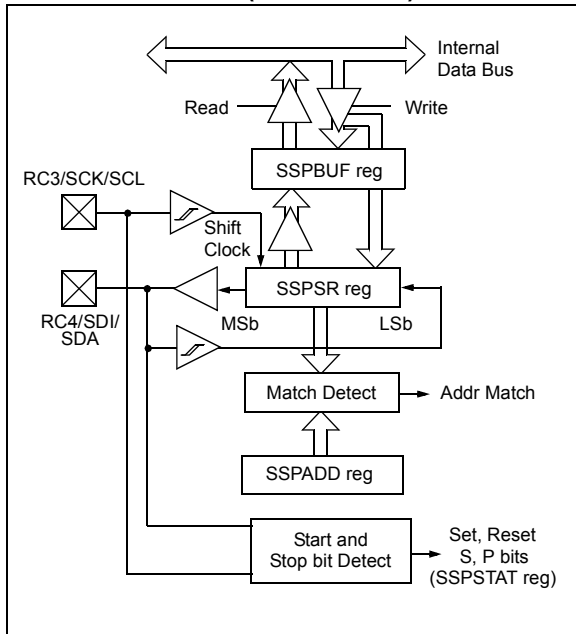 Internal
Data Bus
Read
Write
SSPBUF reg
RC3/SCK/SCL
Shift
Clock
SSPSR reg
MSb
LSb
RC4/SDI/
SDA
Match Detect
Addr Match
SSPADD reg
Start and
Stop bit Detect
Set, Reset
S, P bits
(SSPSTAT reg)